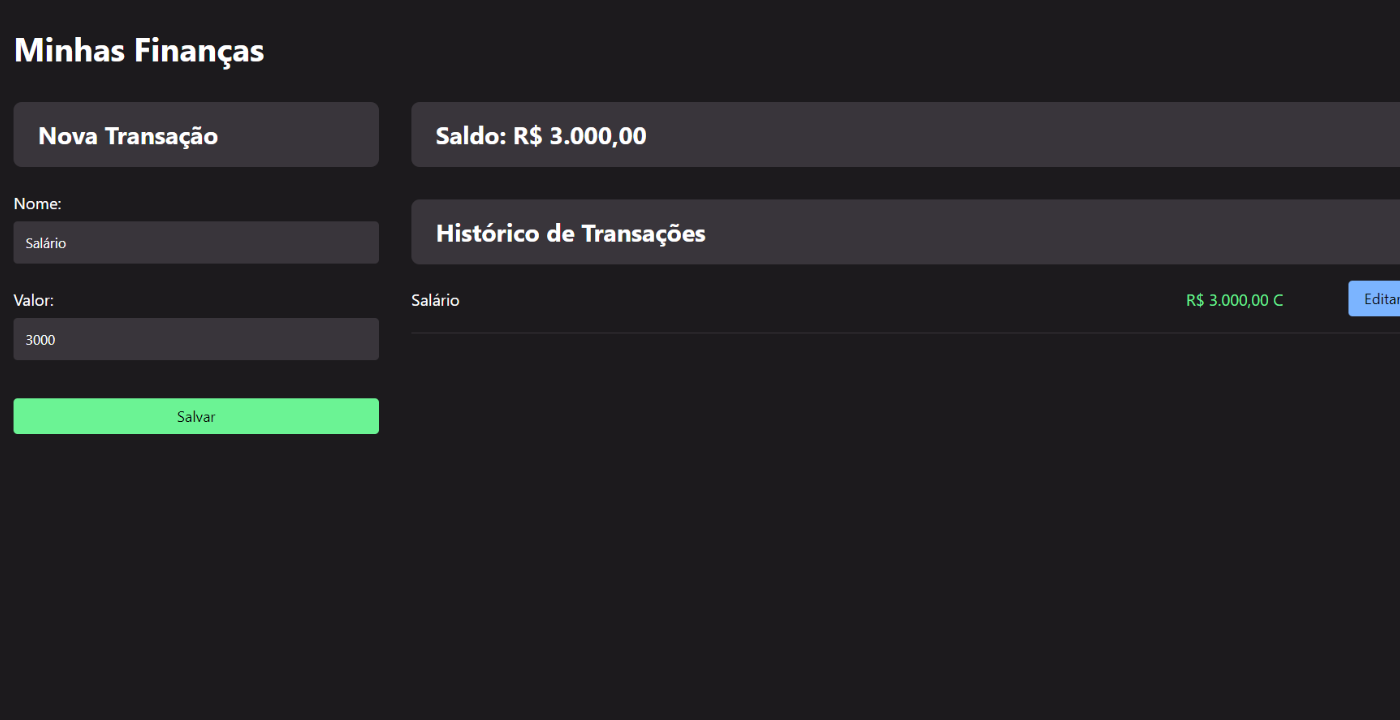 Minhas Finanças
Nova Transação
Nome:
Salário
Valor:
3000
Salvar
Saldo: R$ 3.000,00
Histórico de Transações
Salário R$ 3.000,00 C Editar